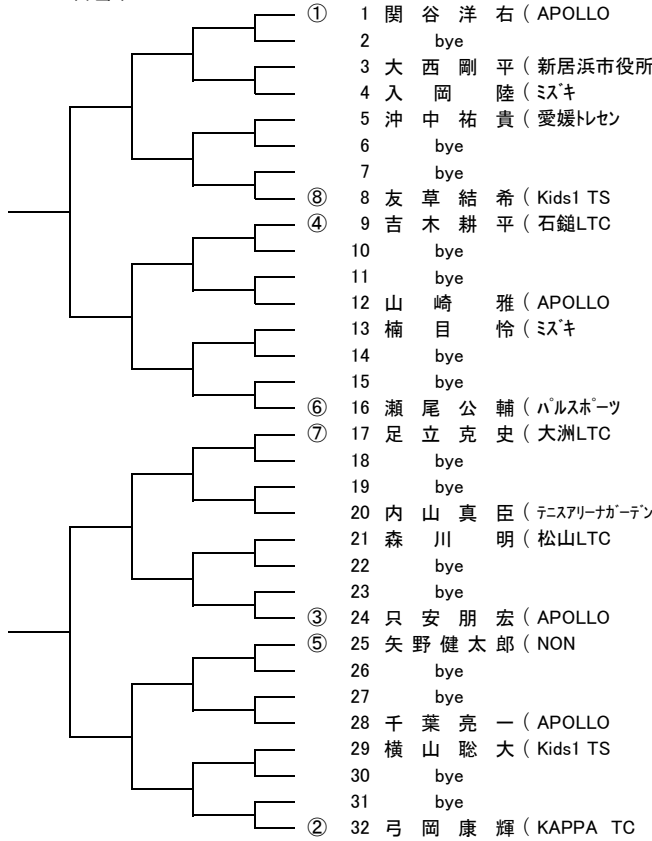 ① 1 関 谷 洋 右 ( APOLLO
2 bye
3 大 西 剛 平 ( 新居浜市役所
4 入 岡 陸 ( ﾐｽﾞｷ
5 沖 中 祐 貴 ( 愛媛ﾄﾚｾﾝ
6 bye
7 bye
⑧ 8 友 草 結 希 ( Kids1 TS
④ 9 吉 木 耕 平 ( 石鎚LTC
10 bye
11 bye
12 山 崎 雅 ( APOLLO
13 楠 目 怜 ( ﾐｽﾞｷ
14 bye
15 bye
⑥ 16 瀬 尾 公 輔 ( ﾊﾟﾙｽﾎﾟｰﾂ
⑦ 17 足 立 克 史 ( 大洲LTC
18 bye
19 bye
20 内 山 真 臣 ( ﾃﾆｽｱﾘｰﾅｶﾞｰﾃﾞﾝ
21 森 川 明 ( 松山LTC
22 bye
23 bye
③ 24 只 安 朋 宏 ( APOLLO
⑤ 25 矢 野 健 太 郎 ( NON
26 bye
27 bye
28 千 葉 亮 一 ( APOLLO
29 横 山 聡 大 ( Kids1 TS
30 bye
31 bye
② 32 弓 岡 康 輝 ( KAPPA TC